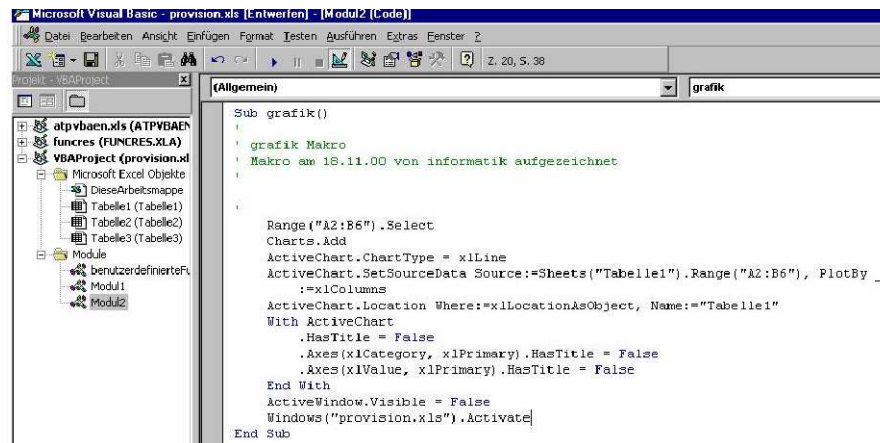 Microsoft Visual Basic - provision.xls [Entwerfen] - [Modul2 (Code)]
Datei Bearbeiten Ansicht Einfügen Format Testen Ausführen Extras Fenster ?
Z. 20, S. 38
Projekt - VBAProject
(Allgemein)
grafik
atpvbaen.xls (ATPVBAEN
funcres (FUNCRES.XLA)
VBAProject (provision.xl
Microsoft Excel Objekte
DieseArbeitsmappe
Tabelle1 (Tabelle1)
Tabelle2 (Tabelle2)
Tabelle3 (Tabelle3)
Module
benutzerdefinierteFu
Modul1
Modul2
Sub grafik()
'
' grafik Makro
' Makro am 18.11.00 von informatik aufgezeichnet
'
'
Range("A2:B6").Select
Charts.Add
ActiveChart.ChartType = xlLine
ActiveChart.SetSourceData Source:=Sheets("Tabelle1").Range("A2:B6"), PlotBy _
:=xlColumns
ActiveChart.Location Where:=xlLocationAsObject, Name:="Tabelle1"
With ActiveChart
.HasTitle = False
.Axes(xlCategory, xlPrimary).HasTitle = False
.Axes(xlValue, xlPrimary).HasTitle = False
End With
ActiveWindow.Visible = False
Windows("provision.xls").Activate
End Sub